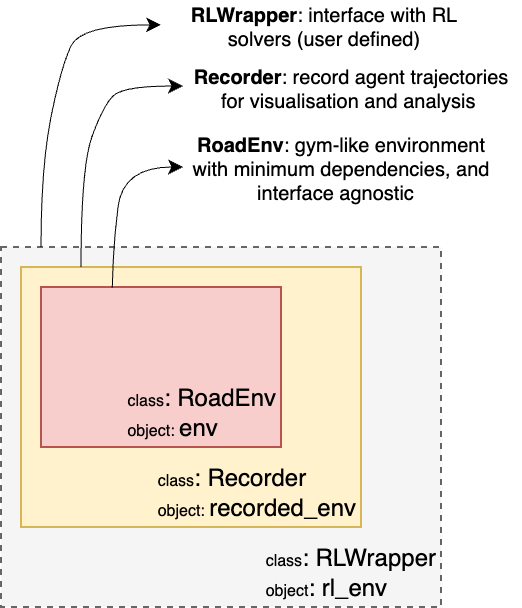 RLWrapper: interface with RL
solvers (user defined)
Recorder: record agent trajectories
for visualisation and analysis
RoadEnv: gym-like environment
with minimum dependencies, and
interface agnostic
class: RoadEnv
object: env
class: Recorder
object: recorded_env
class: RLWrapper
object: rl_env